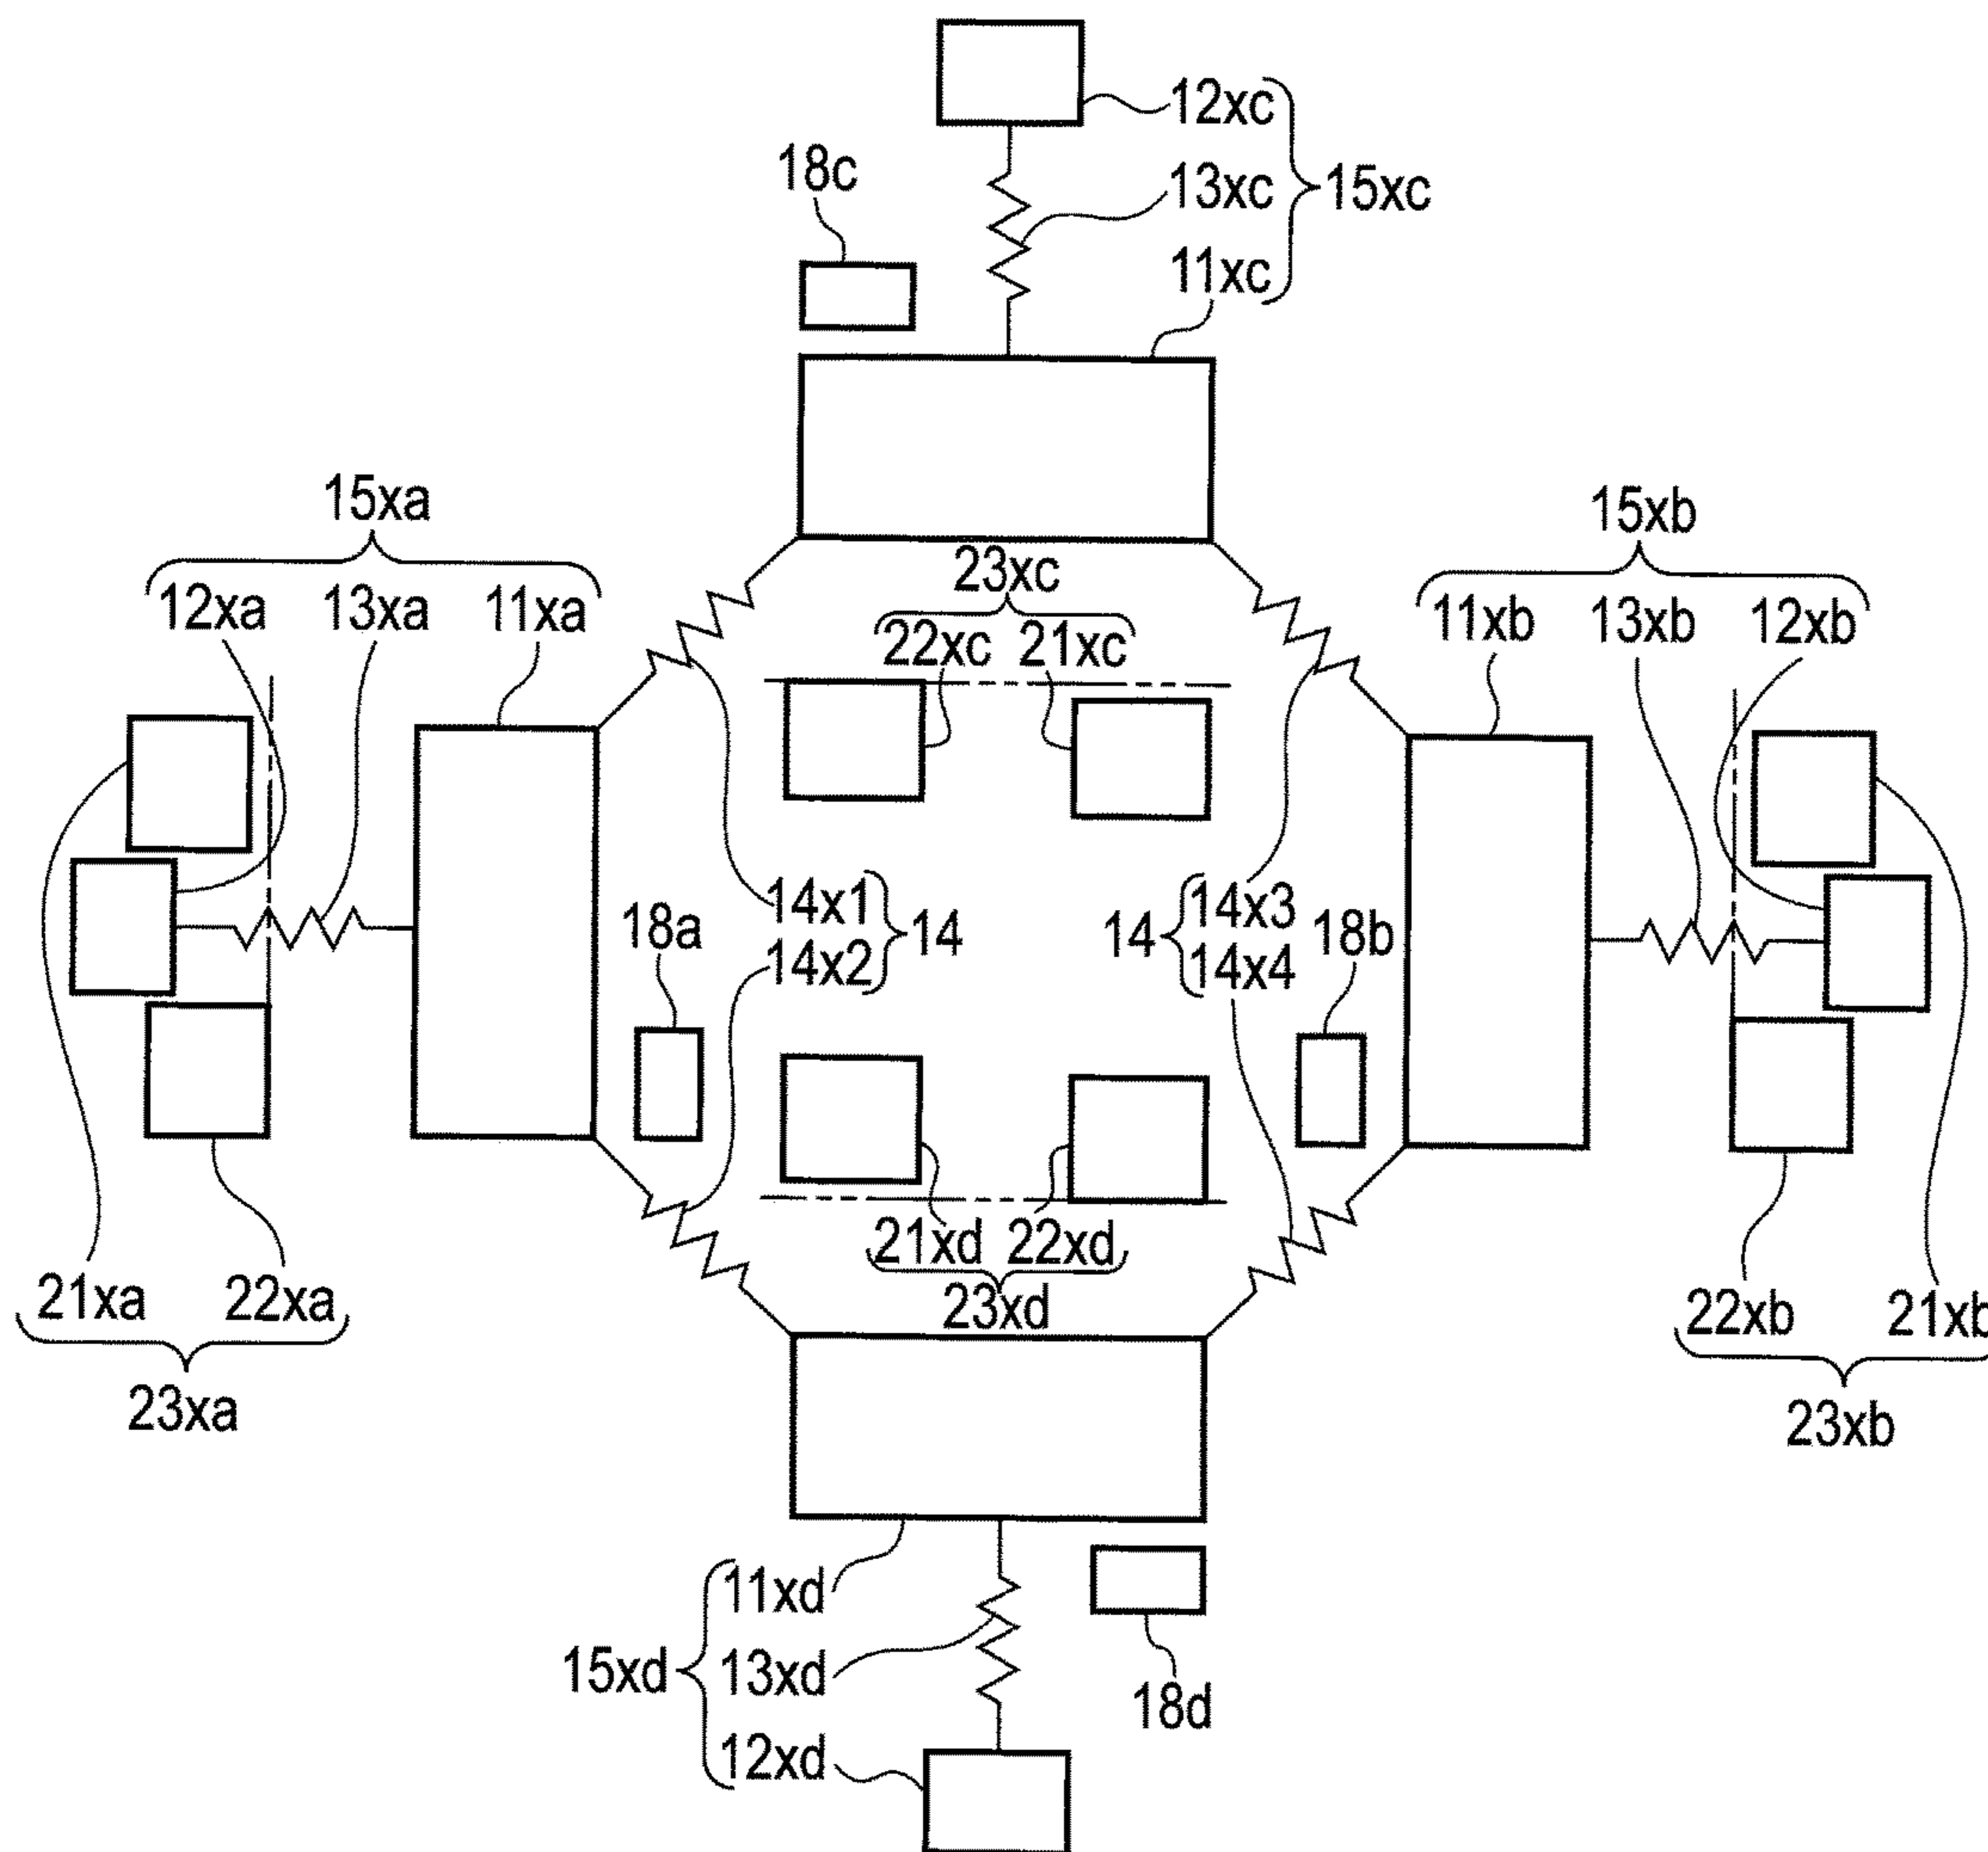 12xc
18c
13xc
15xc
11xc
15xa
15xb
23xc
12xa 13xa 11xa
11xb 13xb 12xb
22xc 21xc
14x1
14
14
14x3
18a
18b
14x2
14x4
21xd 22xd
21xa 22xa
23xd
22xb 21xb
23xa
23xb
11xd
15xd
13xd
18d
12xd